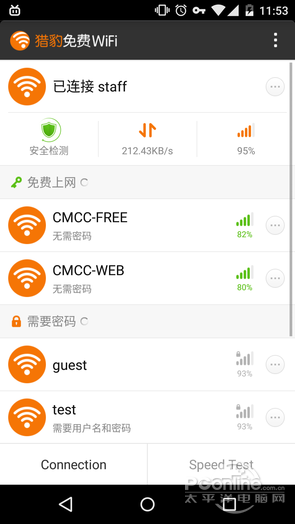 11:53
猎豹免费WiFi
已连接 staff
安全检测
212.43KB/s
95%
免费上网
CMCC-FREE
无需密码
82%
CMCC-WEB
无需密码
80%
需要密码
guest
93%
test
需要用户名和密码
93%
Connection
Speed Test
Pconline
太平洋电脑网